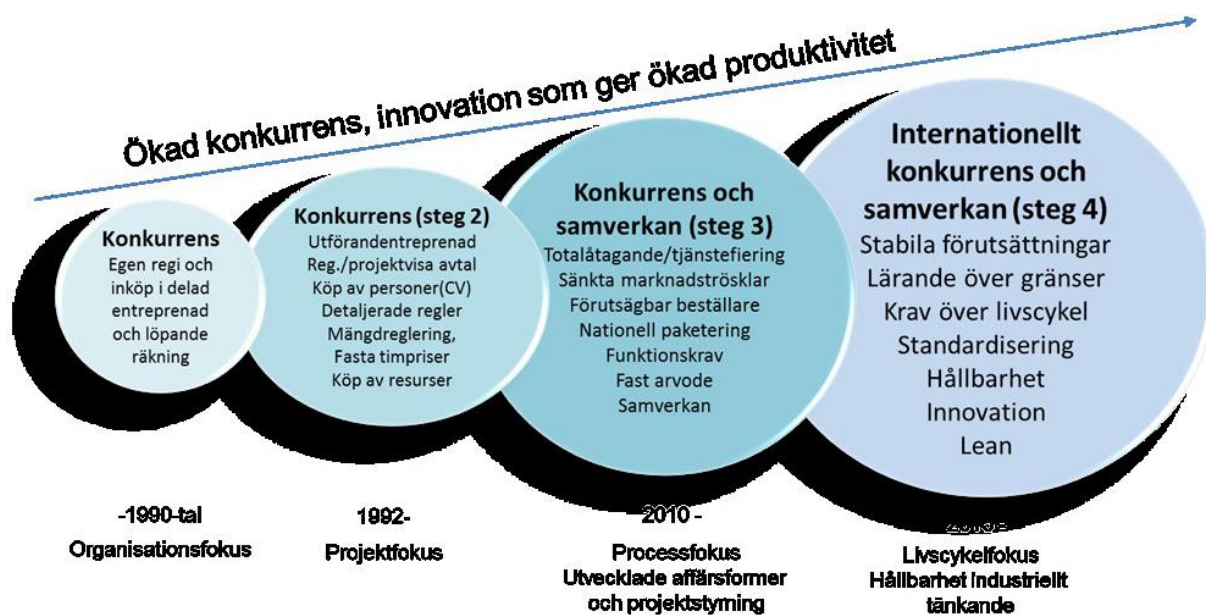 Ökad konkurrens, innovation som ger ökad produktivitet
Konkurrens
Egen regi och
inköp i delad
entreprenad
och löpande
räkning
Konkurrens (steg 2)
Utförandentreprenad
Reg./projektvisa avtal
Köp av personer(CV)
Detaljerade regler
Mängdreglering,
Fasta timpriser
Köp av resurser
Konkurrens och
samverkan (steg 3)
Totalåtagande/tjänstefiering
Sänkta marknadströsklar
Förutsägbar beställare
Nationell paketering
Funktionskrav
Fast arvode
Samverkan
Internationellt
konkurrens och
samverkan (steg 4)
Stabila förutsättningar
Lärande över gränser
Krav över livscykel
Standardisering
Hållbarhet
Innovation
Lean
-1990-tal
Organisationsfokus
1992-
Projektfokus
2010 -
Processfokus
Utvecklade affärsformer
och projektstyrning
Livscykelfokus
Hållbarhet industriellt
tänkande